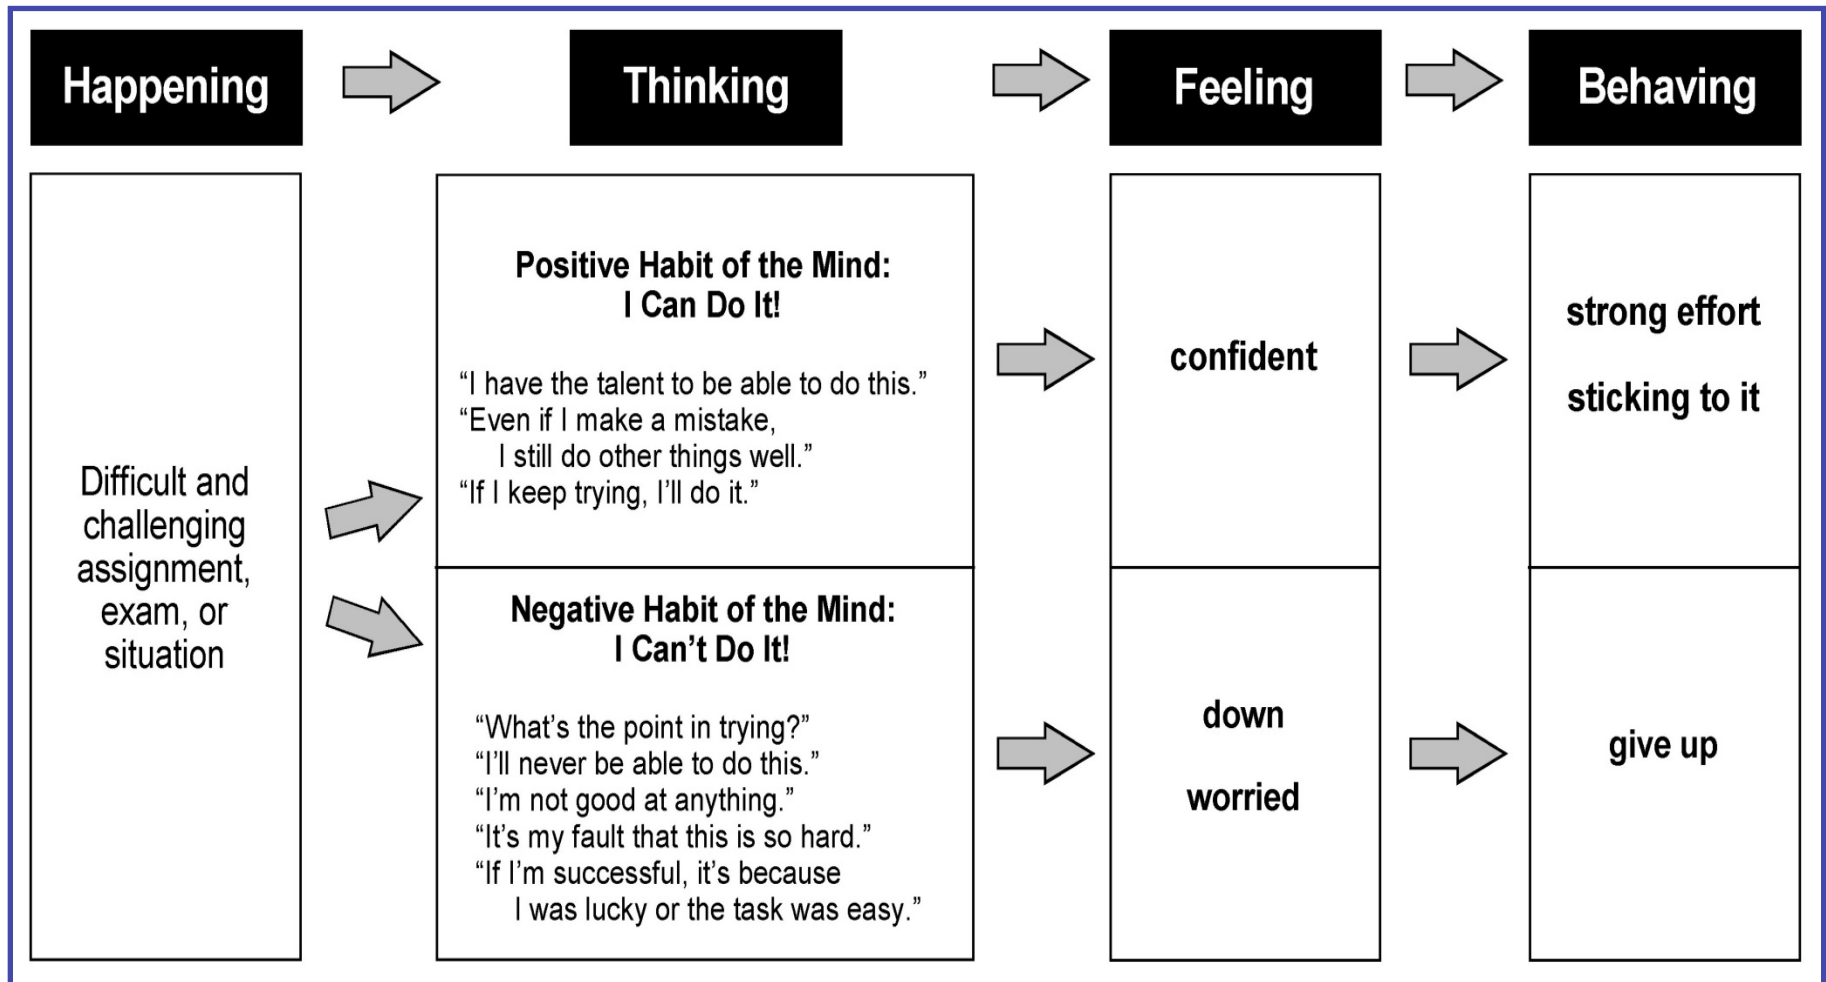 Happening
Thinking
Feeling
Behaving
Difficult and
challenging
assignment,
exam, or
situation
Positive Habit of the Mind:
I Can Do It!
“I have the talent to be able to do this.”
“Even if I make a mistake,
I still do other things well.”
“If I keep trying, I’ll do it.”
confident
strong effort
sticking to it
Negative Habit of the Mind:
I Can’t Do It!
“What’s the point in trying?”
“I’ll never be able to do this.”
“I’m not good at anything.”
“It’s my fault that this is so hard.”
“If I’m successful, it’s because
I was lucky or the task was easy.”
down
worried
give up